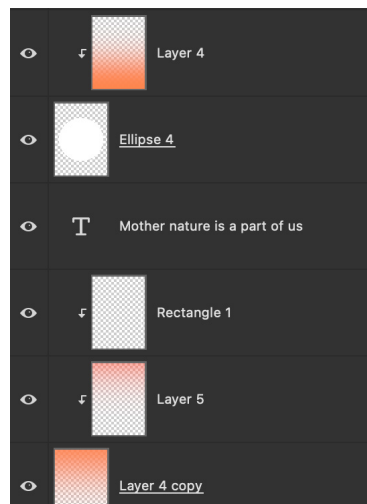 Layer 4
Ellipse 4
T Mother nature is a part of us
Rectangle 1
Layer 5
Layer 4 copy